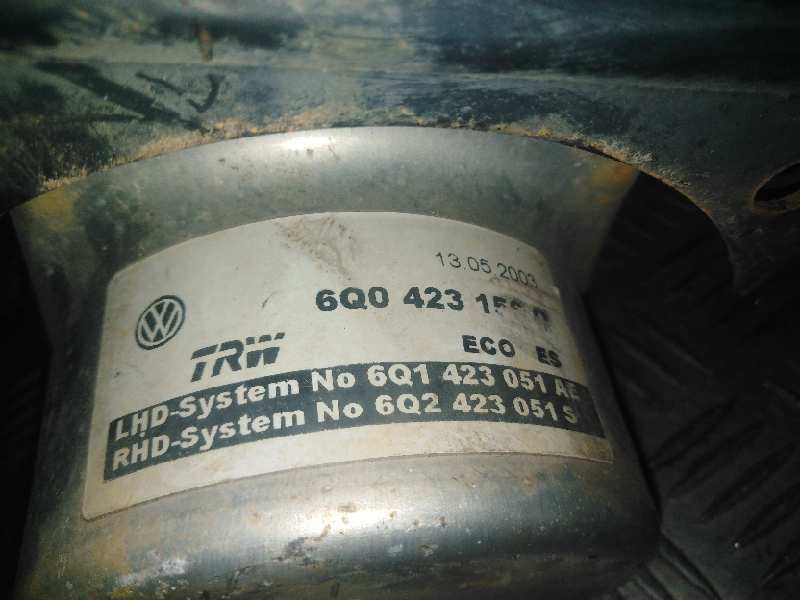 13.05.2003
6Q0 423
TRW
ECO ES
LHD-System No 6Q1 423 051
RHD-System No 6Q2 423 051 S